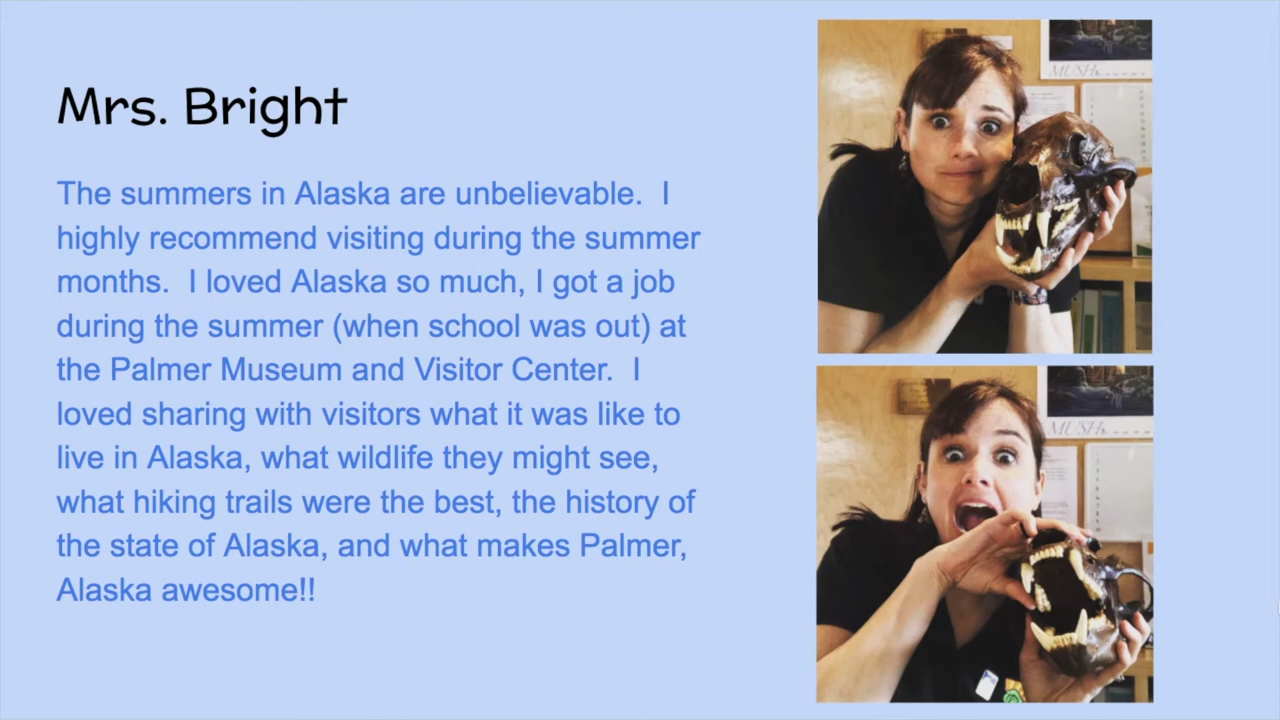 Mrs. Bright
The summers in Alaska are unbelievable.  I
highly recommend visiting during the summer
months.  I loved Alaska so much, I got a job
during the summer (when school was out) at
the Palmer Museum and Visitor Center.  I
loved sharing with visitors what it was like to
live in Alaska, what wildlife they might see,
what hiking trails were the best, the history of
the state of Alaska, and what makes Palmer,
Alaska awesome!!
MUSH
MUSH